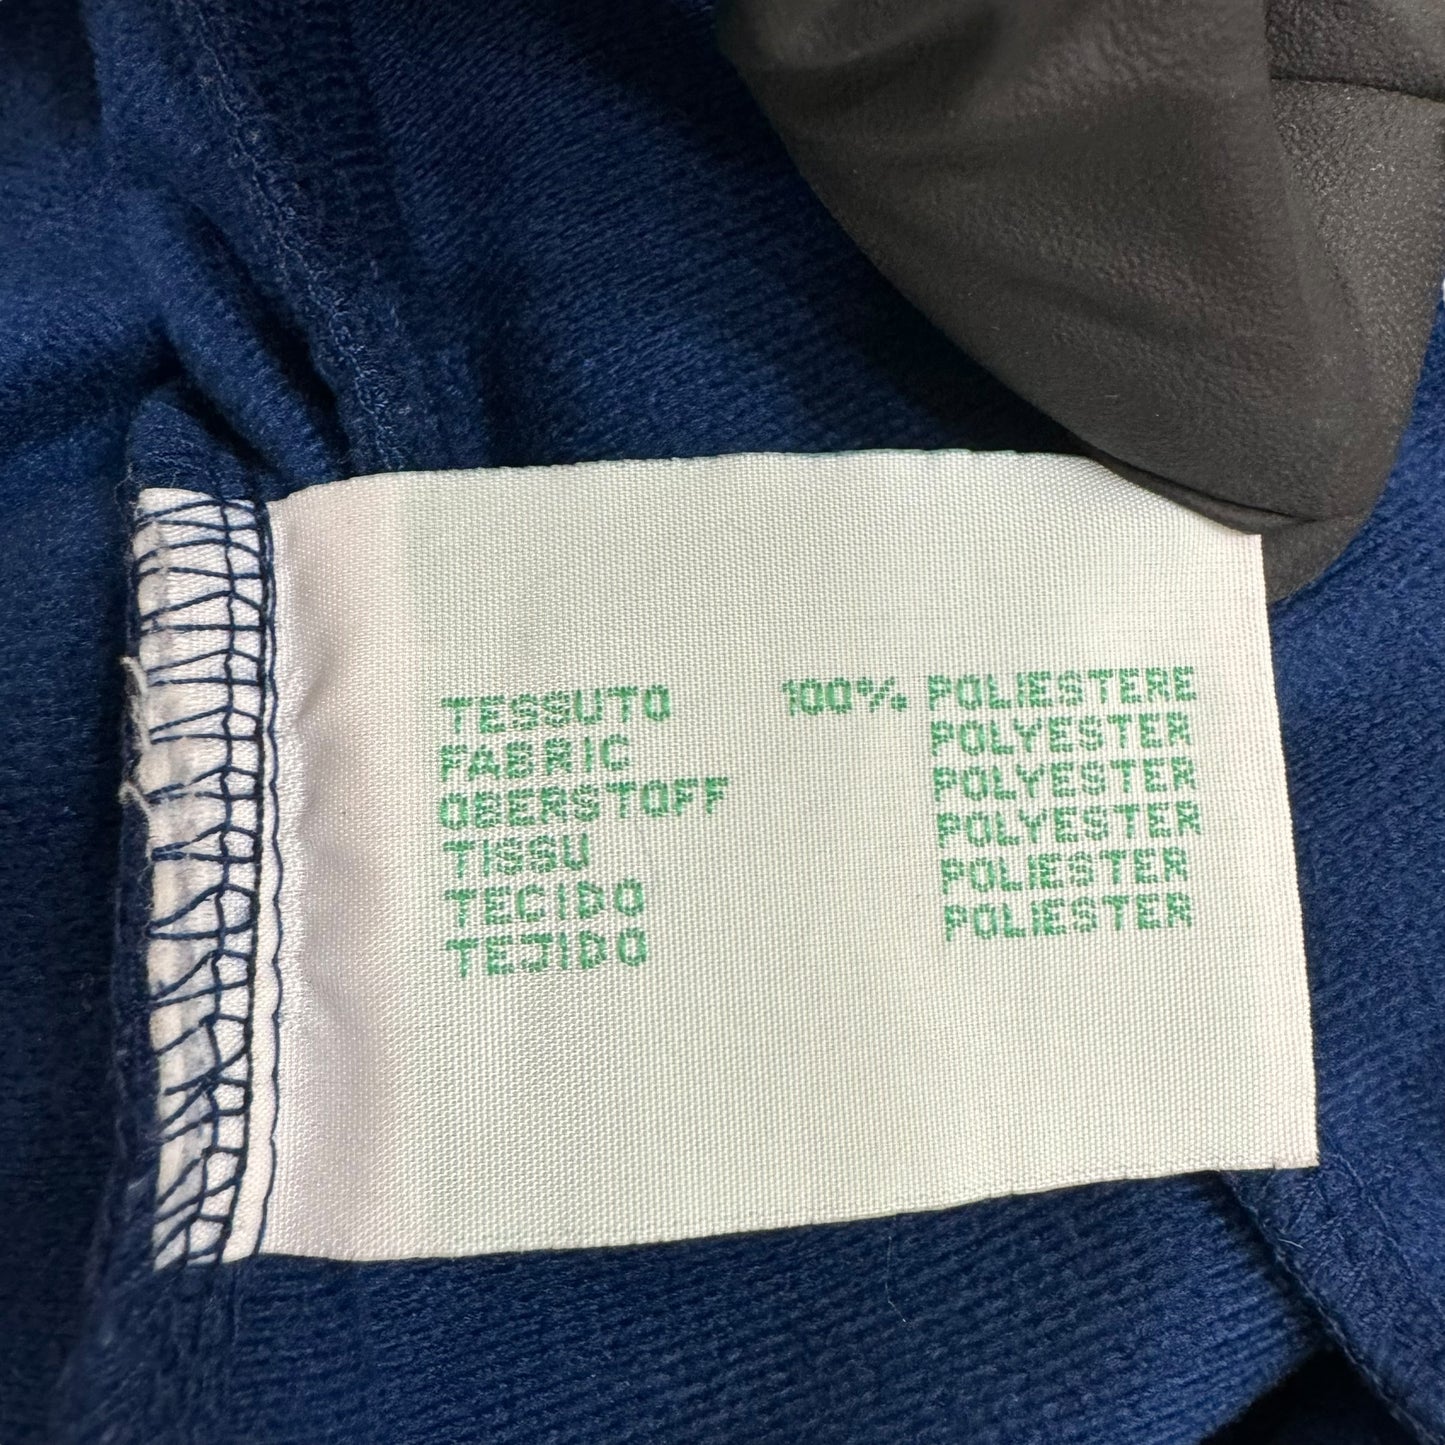 TESSUTO 100% POLIESTERE
FABRIC POLYESTER
OBERSTOFF POLYESTER
TISSU POLYESTER
TECIDO POLIESTER
TEJIDO POLIESTER